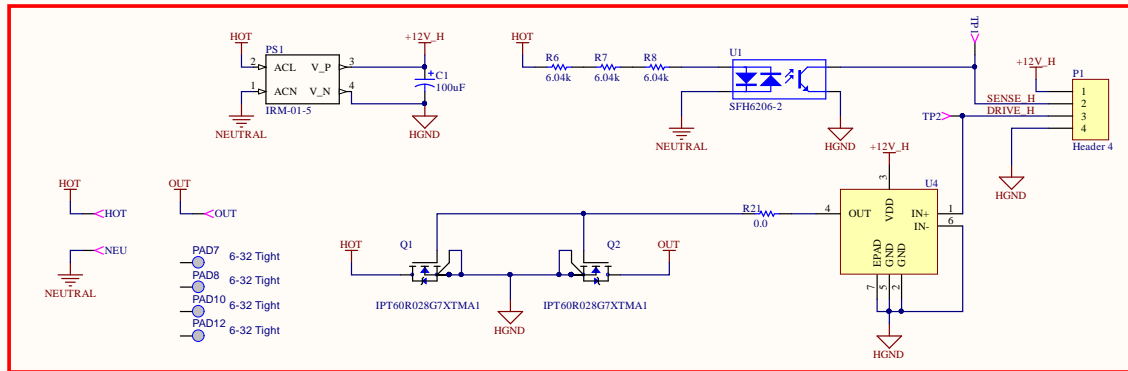 HOT
PS1
+12V_H
2
ACL
V_P
3
1
ACN
V_N
4
IRM-01-5
NEUTRAL
C1
100uF
HGND
HOT
R6
6.04k
R7
6.04k
R8
6.04k
U1
SFH6206-2
NEUTRAL
HGND
TP1
+12V_H
P1
1
SENSE_H
2
DRIVE_H
3
4
Header 4
TP2
HGND
+12V_H
3
U4
VDD
4
OUT
IN+
1
IN-
6
EPAD
GND
GND
7
5
2
HGND
R21
0.0
HOT
OUT
HOT
OUT
NEU
NEUTRAL
PAD7
6-32 Tight
PAD8
6-32 Tight
PAD10
6-32 Tight
PAD12
6-32 Tight
HOT
Q1
Q2
OUT
IPT60R028G7XTMA1
IPT60R028G7XTMA1
HGND